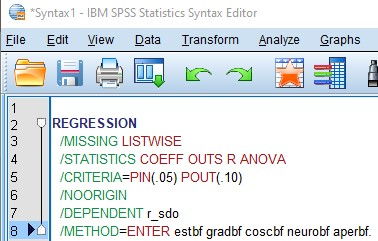 *Syntax1 - IBM SPSS Statistics Syntax Editor
File Edit View Data Transform Analyze Graphs
1
2 REGRESSION
3 /MISSING LISTWISE
4 /STATISTICS COEFF OUTS R ANOVA
5 /CRITERIA=PIN(.05) POUT(.10)
6 /NOORIGIN
7 /DEPENDENT r_sdo
8 /METHOD=ENTER estbf gradbf coscbf neurobf aperbf.